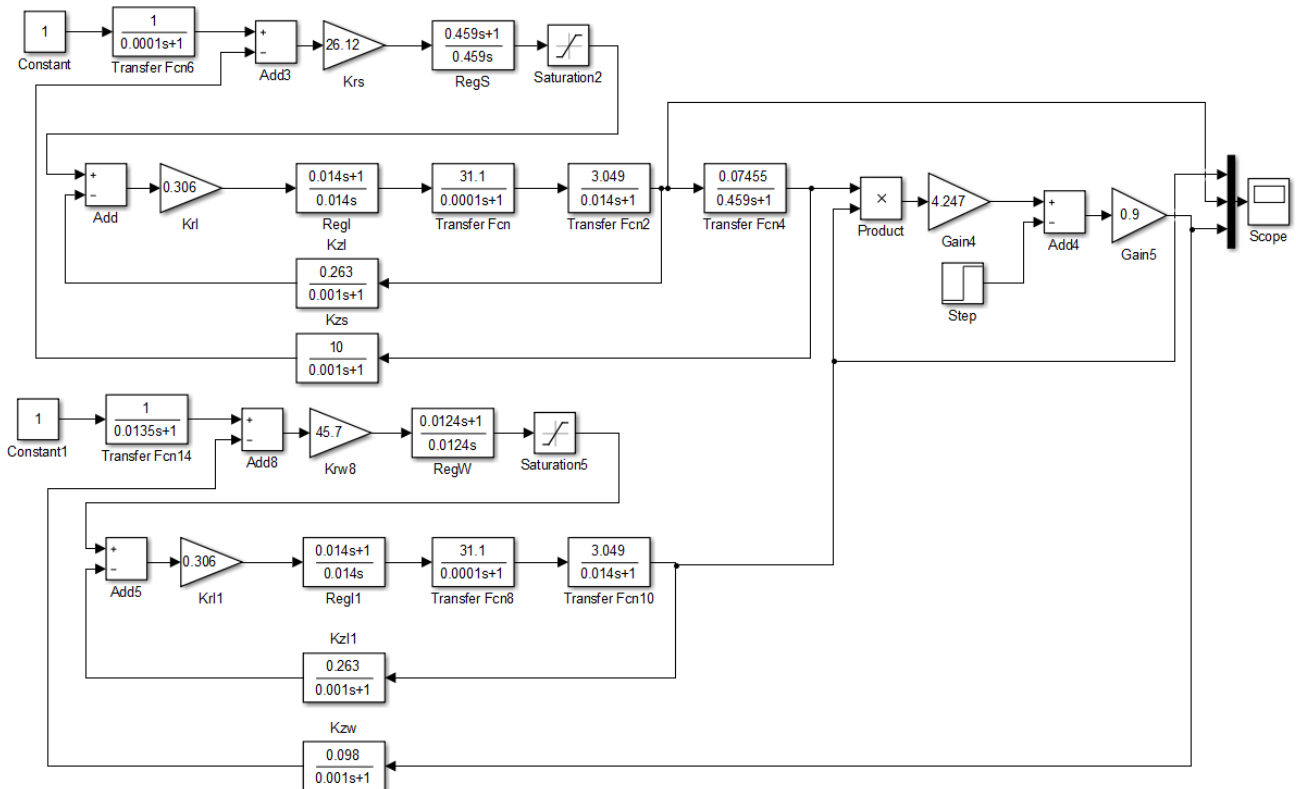 1
Constant
1
0.0001s+1
Transfer Fcn6
+
−
Add3
26.12
Krs
0.459s+1
0.459s
RegS
Saturation2
+
−
Add
0.306
KrI
0.014s+1
0.014s
RegI
31.1
0.0001s+1
Transfer Fcn
3.049
0.014s+1
Transfer Fcn2
0.07455
0.459s+1
Transfer Fcn4
×
Product
4.247
Gain4
+
−
Add4
0.9
Gain5
Scope
Step
KzI
0.263
0.001s+1
Kzs
10
0.001s+1
1
Constant1
1
0.0135s+1
Transfer Fcn14
+
−
Add8
45.7
Krw8
0.0124s+1
0.0124s
RegW
Saturation5
+
−
Add5
0.306
KrI1
0.014s+1
0.014s
RegI1
31.1
0.0001s+1
Transfer Fcn8
3.049
0.014s+1
Transfer Fcn10
KzI1
0.263
0.001s+1
Kzw
0.098
0.001s+1